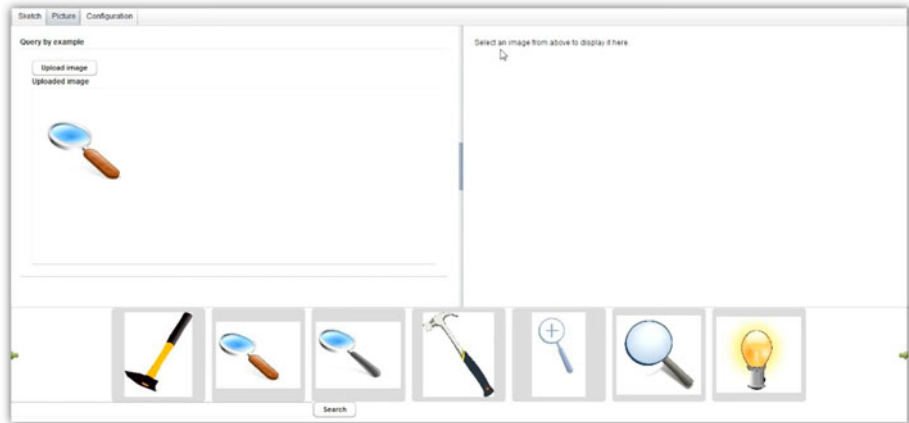 Sketch Picture Configuration
Query by example
Upload image
Uploaded image
Select an image from above to display it here
Search